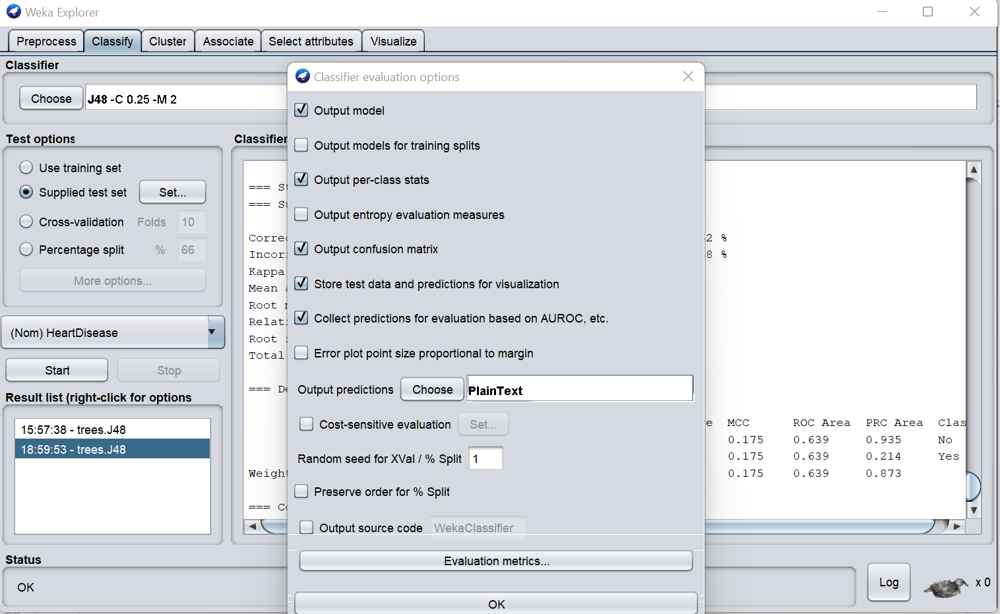 Weka Explorer
Preprocess Classify Cluster Associate Select attributes Visualize
Classifier
Choose J48 -C 0.25 -M 2
Test options
Use training set
Supplied test set Set...
Cross-validation Folds 10
Percentage split % 66
More options...
(Nom) HeartDisease
Start Stop
Result list (right-click for options
15:57:38 - trees.J48
18:59:53 - trees.J48
Status
OK
Classifier
=== St
=== Su
Correc
2 %
Incorr
8 %
Kappa
Mean a
Root m
Relati
Root r
Total
=== De
e MCC ROC Area PRC Area Clas
0.175 0.639 0.935 No
0.175 0.639 0.214 Yes
Weight 0.175 0.639 0.873
=== Co
Classifier evaluation options
Output model
Output models for training splits
Output per-class stats
Output entropy evaluation measures
Output confusion matrix
Store test data and predictions for visualization
Collect predictions for evaluation based on AUROC, etc.
Error plot point size proportional to margin
Output predictions Choose PlainText
Cost-sensitive evaluation Set...
Random seed for XVal / % Split 1
Preserve order for % Split
Output source code WekaClassifier
Evaluation metrics...
OK
Log x 0